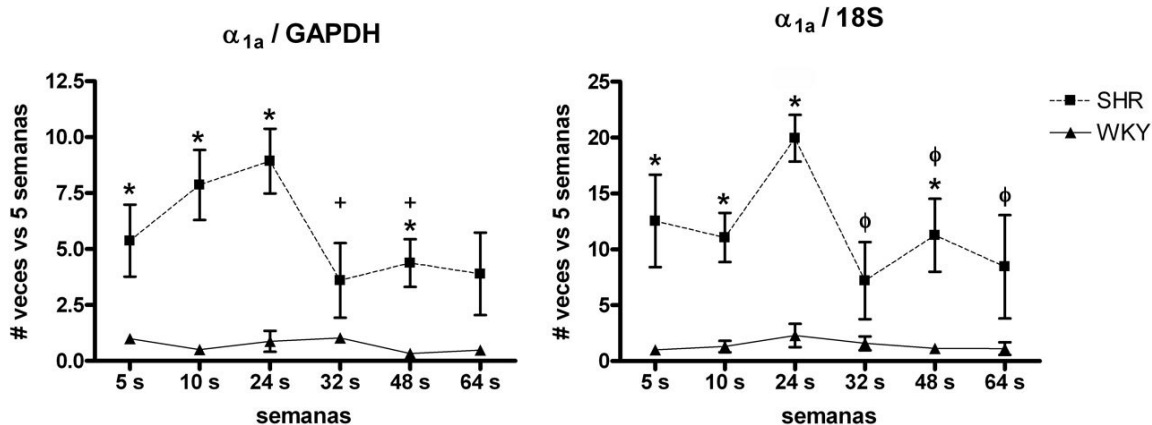 α1a / GAPDH
# veces vs 5 semanas
12.5
10.0
7.5
5.0
2.5
0.0
* * * + + *
5 s 10 s 24 s 32 s 48 s 64 s
semanas
α1a / 18S
# veces vs 5 semanas
25
20
15
10
5
0
* * * ϕ ϕ * ϕ
5 s 10 s 24 s 32 s 48 s 64 s
semanas
SHR
WKY